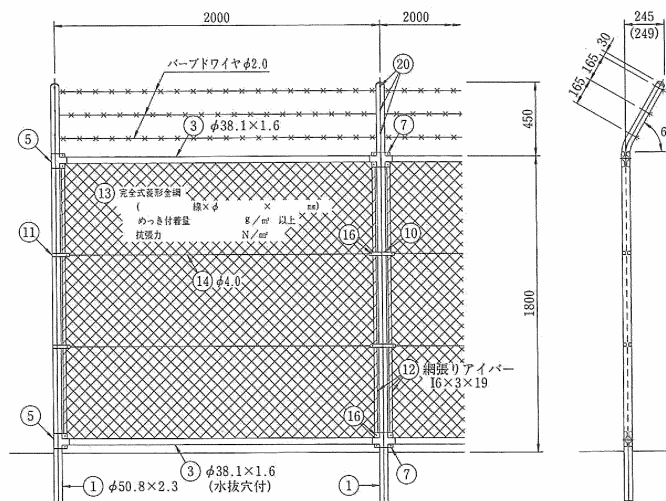 2000
2000
245
(249)
バーブドワイヤφ2.0
20
30
165
165
450
5
3 φ38.1×1.6
7
6
13 完全式菱形金網
( 線×φ × ㎜)
めっき付着量 g/㎡ 以上
抗張力 N/㎡
11
16
10
14 φ4.0
1800
12 網張りアイバー
I6×3×19
5
16
3 φ38.1×1.6
(水抜穴付)
7
1 φ50.8×2.3
1